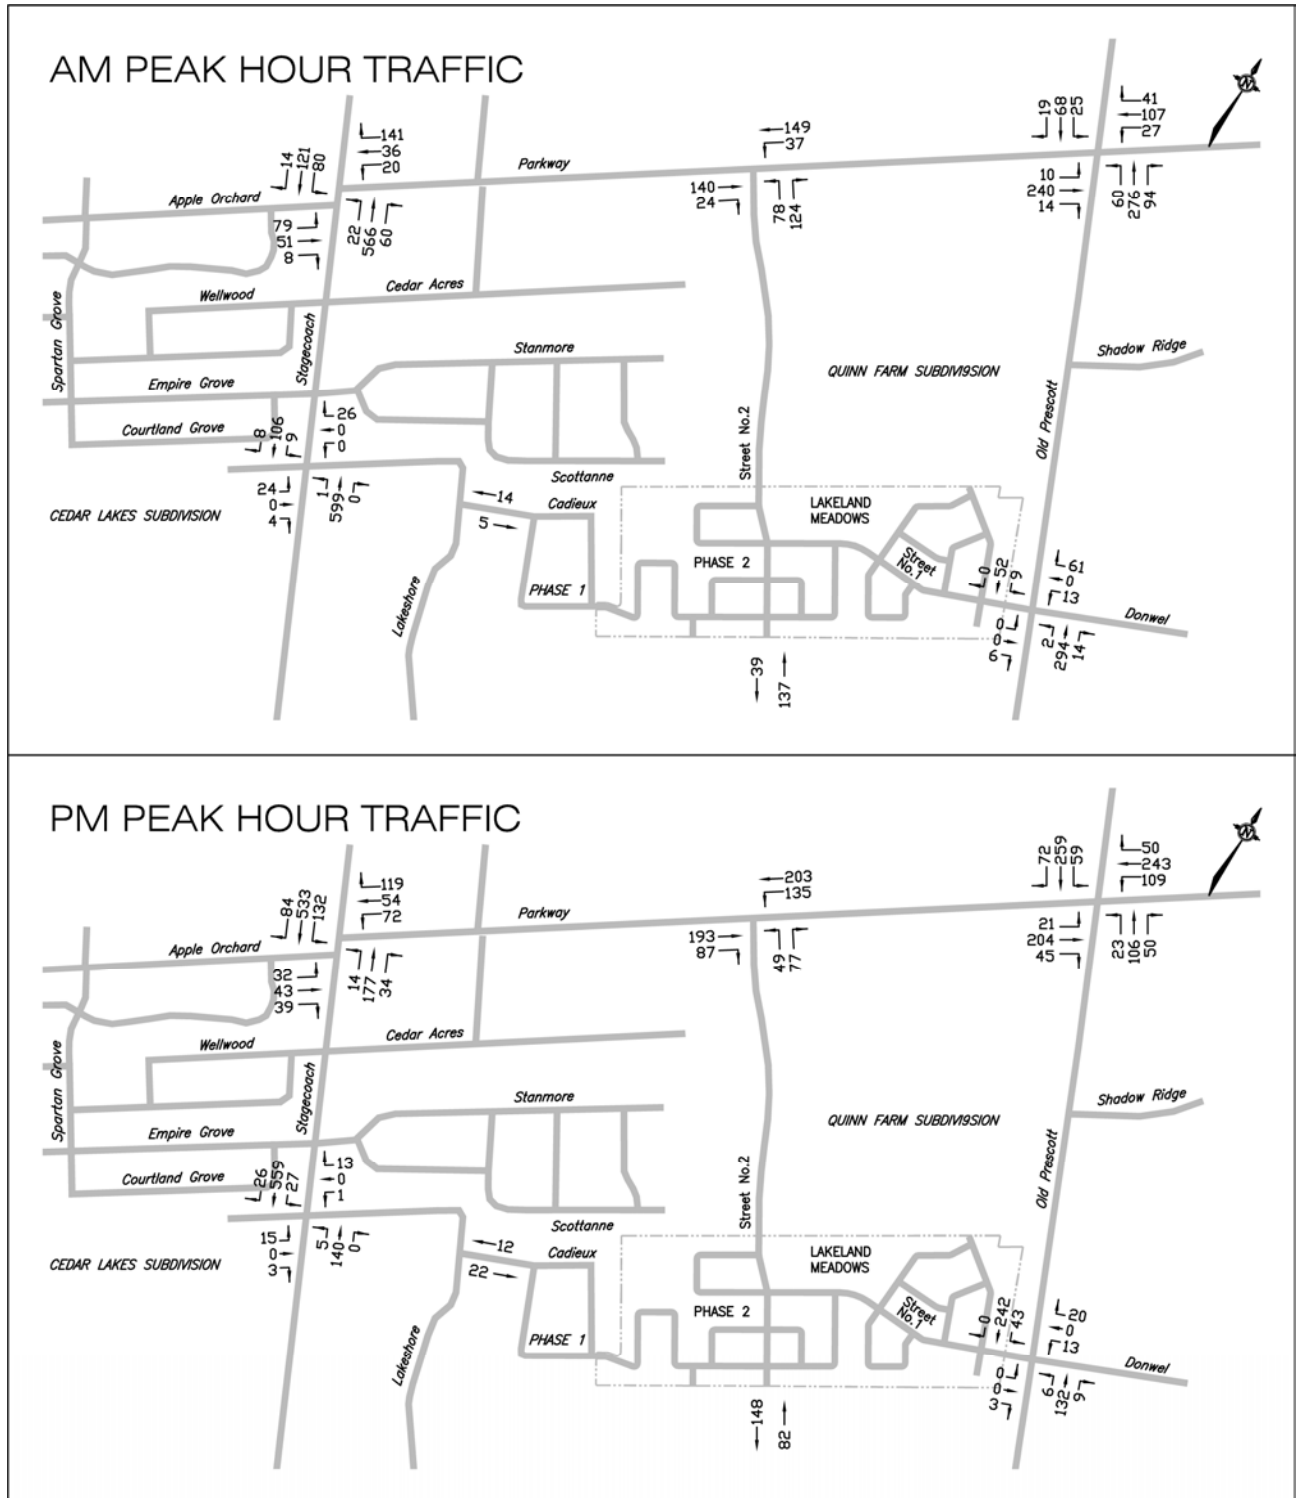 AM PEAK HOUR TRAFFIC
N
14
121
80
141
36
20
Apple Orchard
79
51
8
22
566
60
Parkway
149
37
140
24
78
124
19
68
25
41
107
27
10
240
14
60
276
94
Spartan Grove
Wellwood
Cedar Acres
Stagecoach
Stanmore
Empire Grove
Courtland Grove
QUINN FARM SUBDIVI9SION
Shadow Ridge
Old Prescott
Street No.2
8
106
9
26
0
0
24
0
4
1
599
0
CEDAR LAKES SUBDIVISION
Scottanne
14
Cadieux
5
Lakeshore
PHASE 1
PHASE 2
LAKELAND
MEADOWS
Street
No.1
0
52
9
61
0
13
0
0
6
2
294
14
Donwel
39
137
PM PEAK HOUR TRAFFIC
N
84
533
132
119
54
72
Apple Orchard
32
43
39
14
177
34
Parkway
203
135
193
87
49
77
72
259
59
50
243
109
21
204
45
23
106
50
Spartan Grove
Wellwood
Cedar Acres
Stagecoach
Stanmore
Empire Grove
Courtland Grove
QUINN FARM SUBDIVI9SION
Shadow Ridge
Old Prescott
Street No.2
26
559
27
13
0
1
15
0
3
5
140
0
CEDAR LAKES SUBDIVISION
Scottanne
12
Cadieux
22
Lakeshore
PHASE 1
PHASE 2
LAKELAND
MEADOWS
Street
No.1
0
242
43
20
0
13
0
0
3
6
132
9
Donwel
148
82